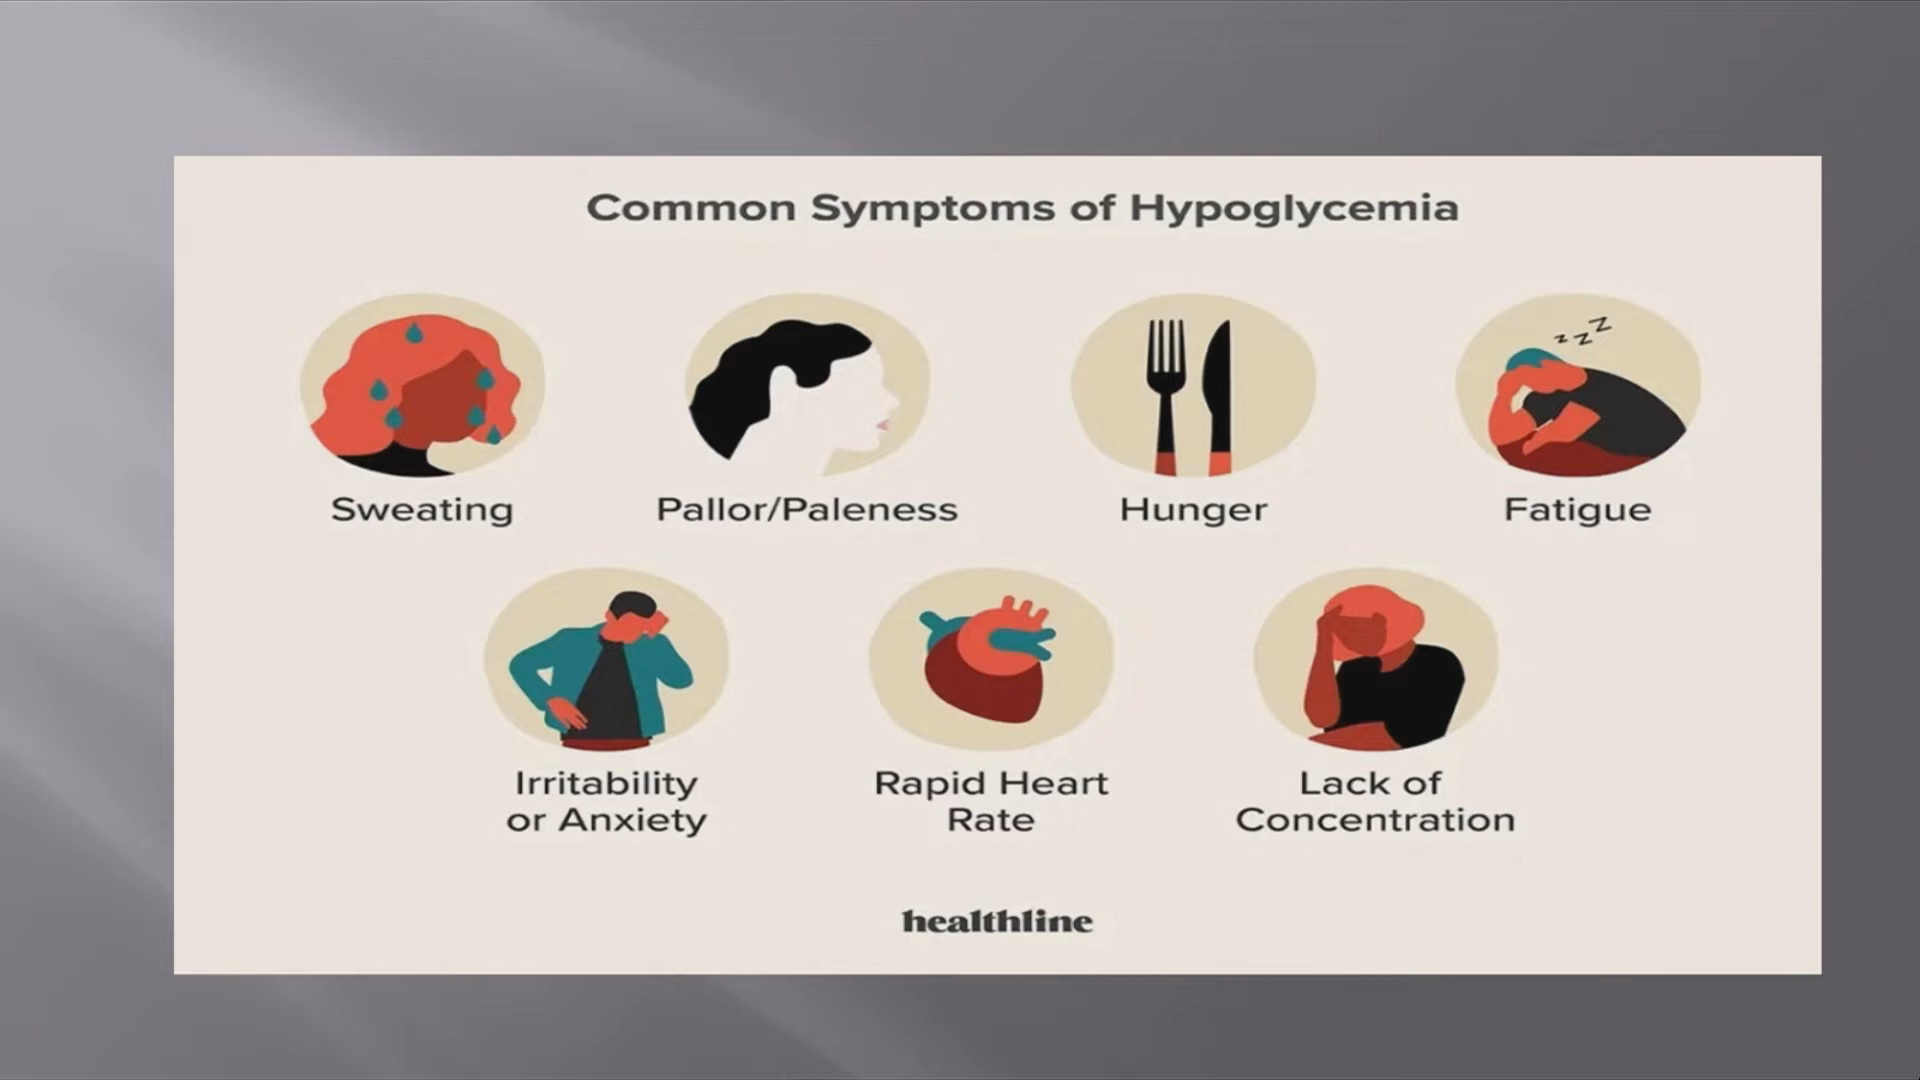 Common Symptoms of Hypoglycemia
zzZ
Sweating
Pallor/Paleness
Hunger
Fatigue
Irritability
or Anxiety
Rapid Heart
Rate
Lack of
Concentration
healthline